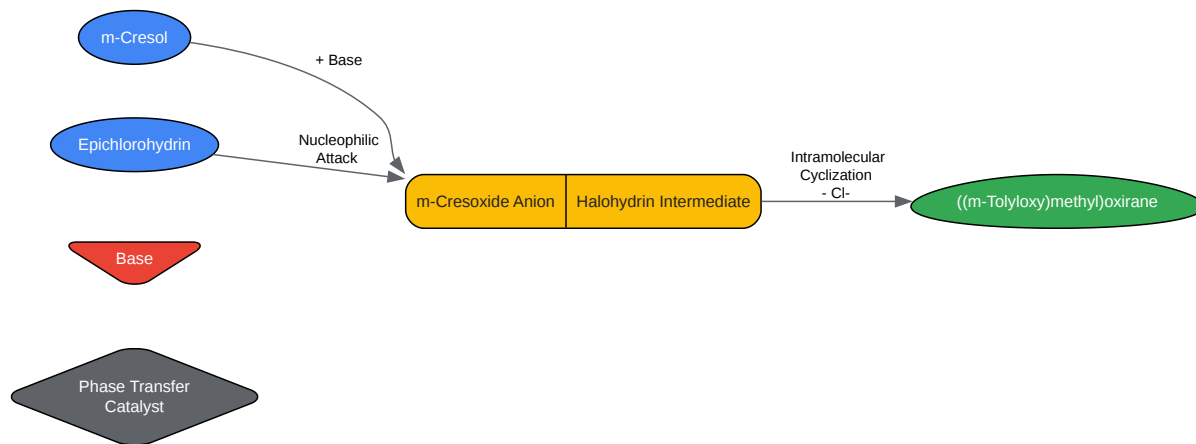 m-Cresol
+ Base
Epichlorohydrin
Nucleophilic
Attack
m-Cresoxide Anion
Halohydrin Intermediate
Intramolecular
Cyclization
- Cl-
((m-Tolyloxy)methyl)oxirane
Base
Phase Transfer
Catalyst